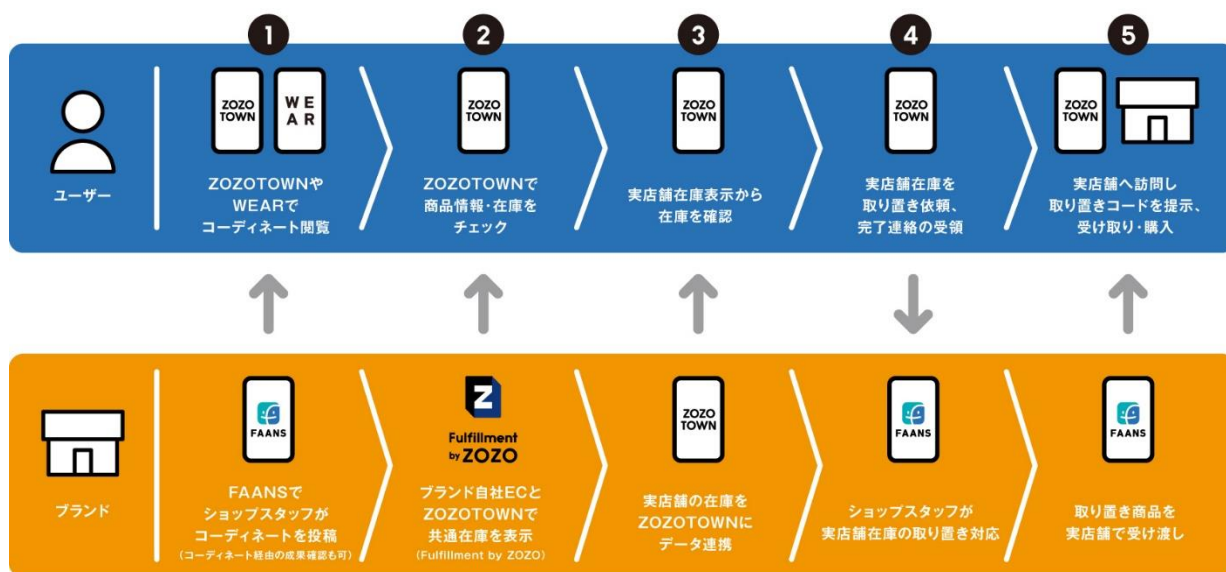 1
2
3
4
5
ZOZO
TOWN
W E
A R
ZOZO
TOWN
ZOZO
TOWN
ZOZO
TOWN
ZOZO
TOWN
ユーザー
ZOZOTOWNや
WEARで
コーディネート閲覧
ZOZOTOWNで
商品情報・在庫を
チェック
実店舗在庫表示から
在庫を確認
実店舗在庫を
取り置き依頼、
完了連絡の受領
実店舗へ訪問し
取り置きコードを提示、
受け取り・購入
ブランド
FAANS
FAANSで
ショップスタッフが
コーディネートを投稿
(コーディネート経由の成果確認も可)
Z
Fulfillment
by ZOZO
ブランド自社ECと
ZOZOTOWNで
共通在庫を表示
(Fulfillment by ZOZO)
ZOZO
TOWN
実店舗の在庫を
ZOZOTOWNに
データ連携
FAANS
ショップスタッフが
実店舗在庫の取り置き対応
FAANS
取り置き商品を
実店舗で受け渡し